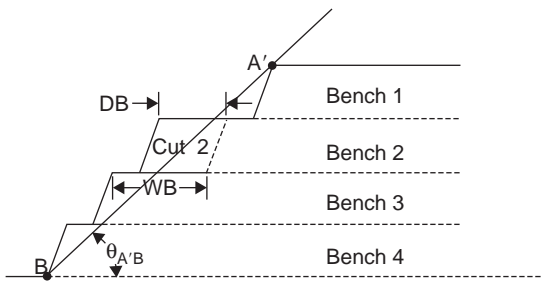 A′
DB
Bench 1
Cut 2
Bench 2
WB
Bench 3
θA′B
B
Bench 4